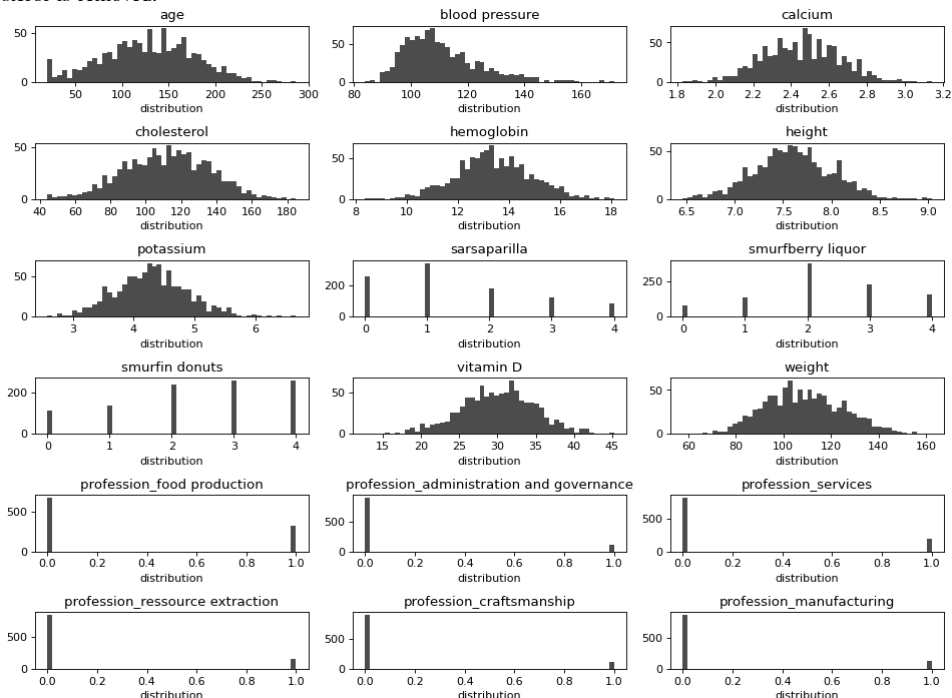 age
blood pressure
calcium
50
0
50 100 150 200 250 300
distribution
50
0
80 100 120 140 160
distribution
50
0
1.8 2.0 2.2 2.4 2.6 2.8 3.0 3.2
distribution
cholesterol
hemoglobin
height
50
0
40 60 80 100 120 140 160 180
distribution
50
0
8 10 12 14 16 18
distribution
50
0
6.5 7.0 7.5 8.0 8.5 9.0
distribution
potassium
sarsaparilla
smurfberry liquor
50
0
3 4 5 6
distribution
200
0
0 1 2 3 4
distribution
250
0
0 1 2 3 4
distribution
smurfin donuts
vitamin D
weight
200
0
0 1 2 3 4
distribution
50
0
15 20 25 30 35 40 45
distribution
50
0
60 80 100 120 140 160
distribution
profession_food production
profession_administration and governance
profession_services
500
0
0.0 0.2 0.4 0.6 0.8 1.0
distribution
500
0
0.0 0.2 0.4 0.6 0.8 1.0
distribution
500
0
0.0 0.2 0.4 0.6 0.8 1.0
distribution
profession_ressource extraction
profession_craftsmanship
profession_manufacturing
500
0
0.0 0.2 0.4 0.6 0.8 1.0
distribution
500
0
0.0 0.2 0.4 0.6 0.8 1.0
distribution
500
0
0.0 0.2 0.4 0.6 0.8 1.0
distribution